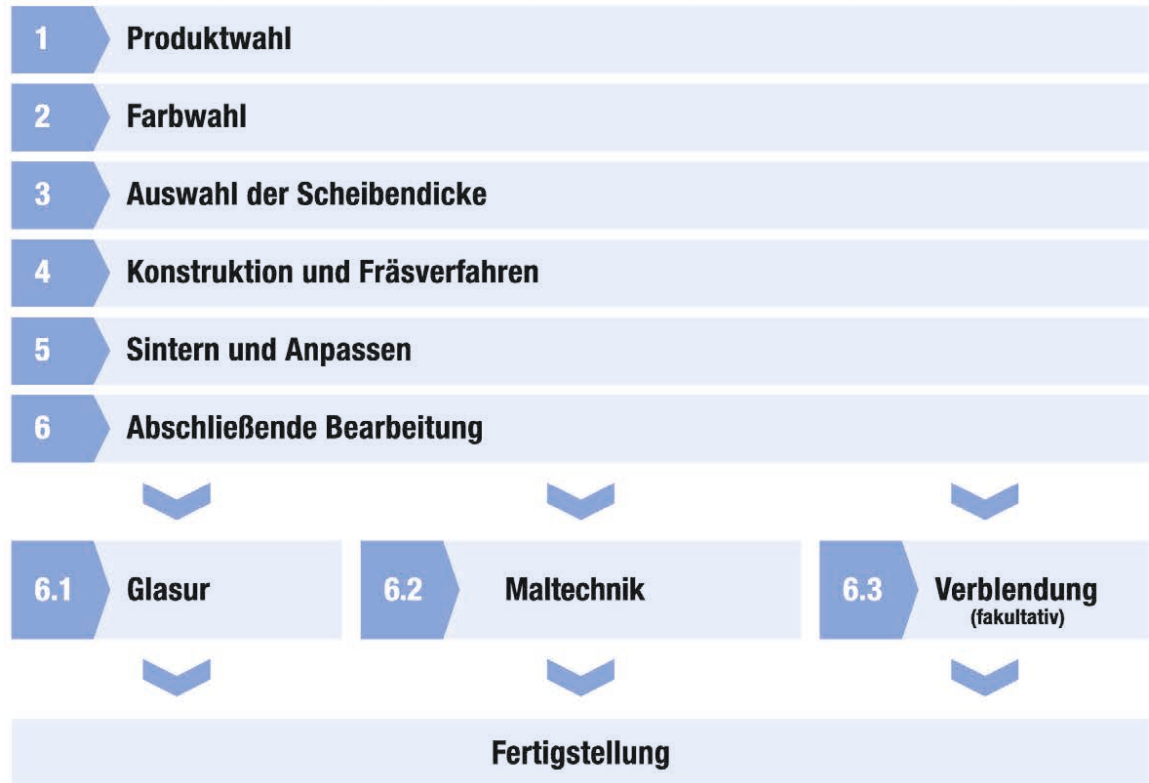 1 Produktwahl
2 Farbwahl
3 Auswahl der Scheibendicke
4 Konstruktion und Fräsverfahren
5 Sintern und Anpassen
6 Abschließende Bearbeitung
6.1 Glasur
6.2 Maltechnik
6.3 Verblendung
(fakultativ)
Fertigstellung